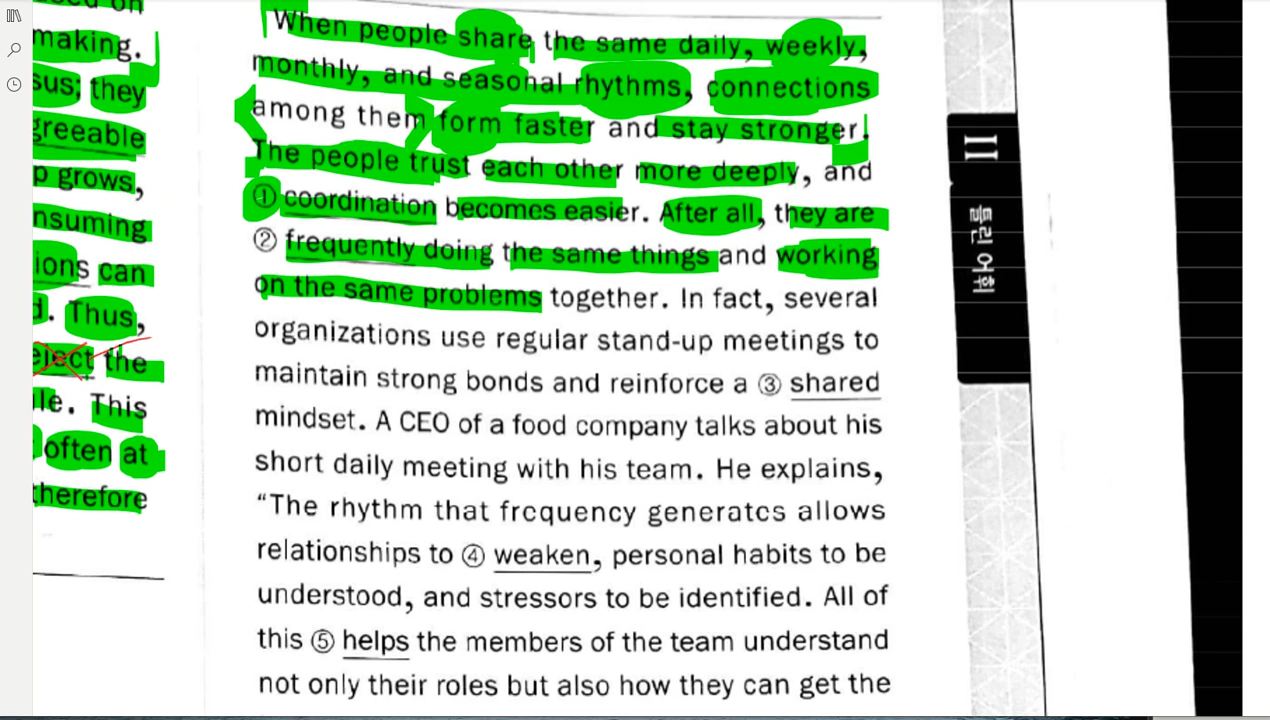 making.
sus; they
greeable
p grows,
nsuming
ions can
d. Thus,
eject the
le. This
often at
therefore
When people share the same daily, weekly,
monthly, and seasonal rhythms, connections
among them form faster and stay stronger.
The people trust each other more deeply, and
① coordination becomes easier. After all, they are
② frequently doing the same things and working
on the same problems together. In fact, several
organizations use regular stand-up meetings to
maintain strong bonds and reinforce a ③ shared
mindset. A CEO of a food company talks about his
short daily meeting with his team. He explains,
“The rhythm that frequency generates allows
relationships to ④ weaken, personal habits to be
understood, and stressors to be identified. All of
this ⑤ helps the members of the team understand
not only their roles but also how they can get the
II
틀린 어휘